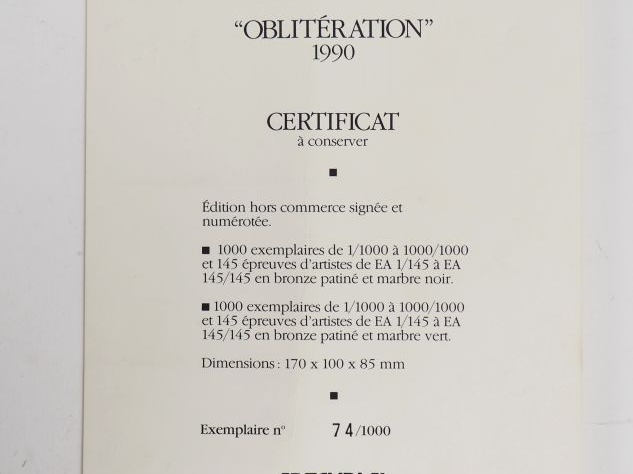 “OBLITÉRATION”
1990
CERTIFICAT
à conserver
Édition hors commerce signée et
numérotée.
■ 1000 exemplaires de 1/1000 à 1000/1000
et 145 épreuves d’artistes de EA 1/145 à EA
145/145 en bronze patiné et marbre noir.
■ 1000 exemplaires de 1/1000 à 1000/1000
et 145 épreuves d’artistes de EA 1/145 à EA
145/145 en bronze patiné et marbre vert.
Dimensions : 170 x 100 x 85 mm
Exemplaire nº 74/1000